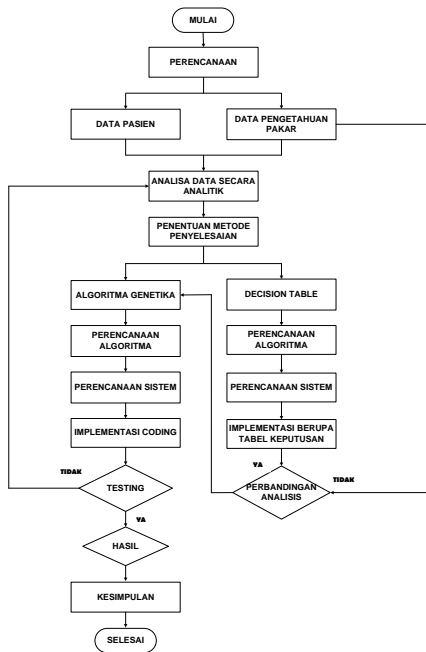 MULAI
PERENCANAAN
DATA PASIEN
DATA PENGETAHUAN
PAKAR
ANALISA DATA SECARA
ANALITIK
PENENTUAN METODE
PENYELESAIAN
ALGORITMA GENETIKA
DECISION TABLE
PERENCANAAN
ALGORITMA
PERENCANAAN
ALGORITMA
PERENCANAAN SISTEM
PERENCANAAN SISTEM
IMPLEMENTASI CODING
IMPLEMENTASI BERUPA
TABEL KEPUTUSAN
TIDAK
TESTING
YA
YA
PERBANDINGAN
ANALISIS
TIDAK
HASIL
KESIMPULAN
SELESAI